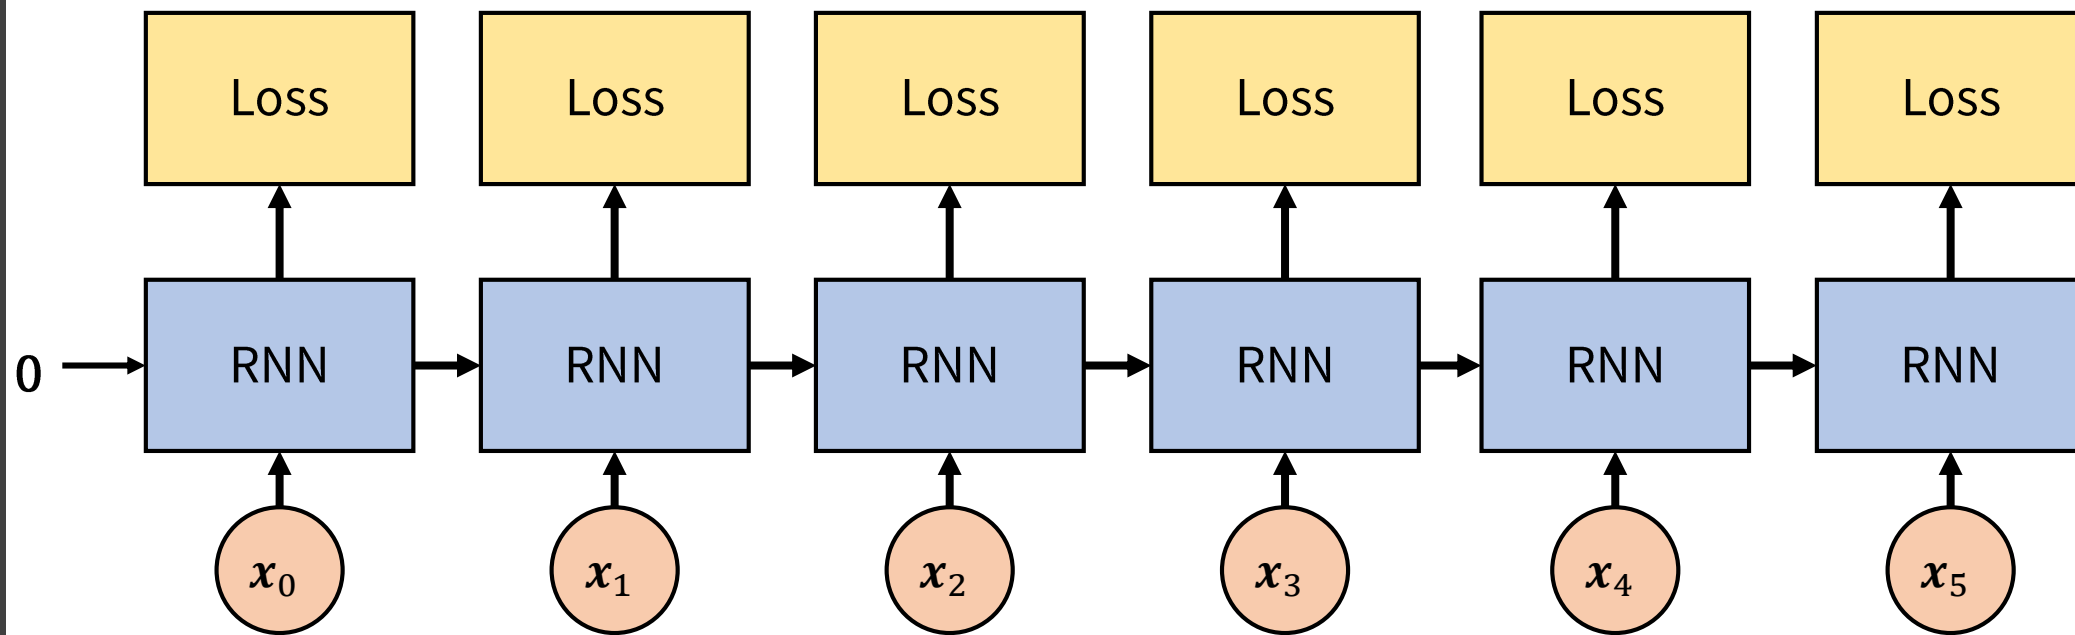 Loss Loss Loss Loss Loss Loss
0 RNN RNN RNN RNN RNN RNN
x₀ x₁ x₂ x₃ x₄ x₅